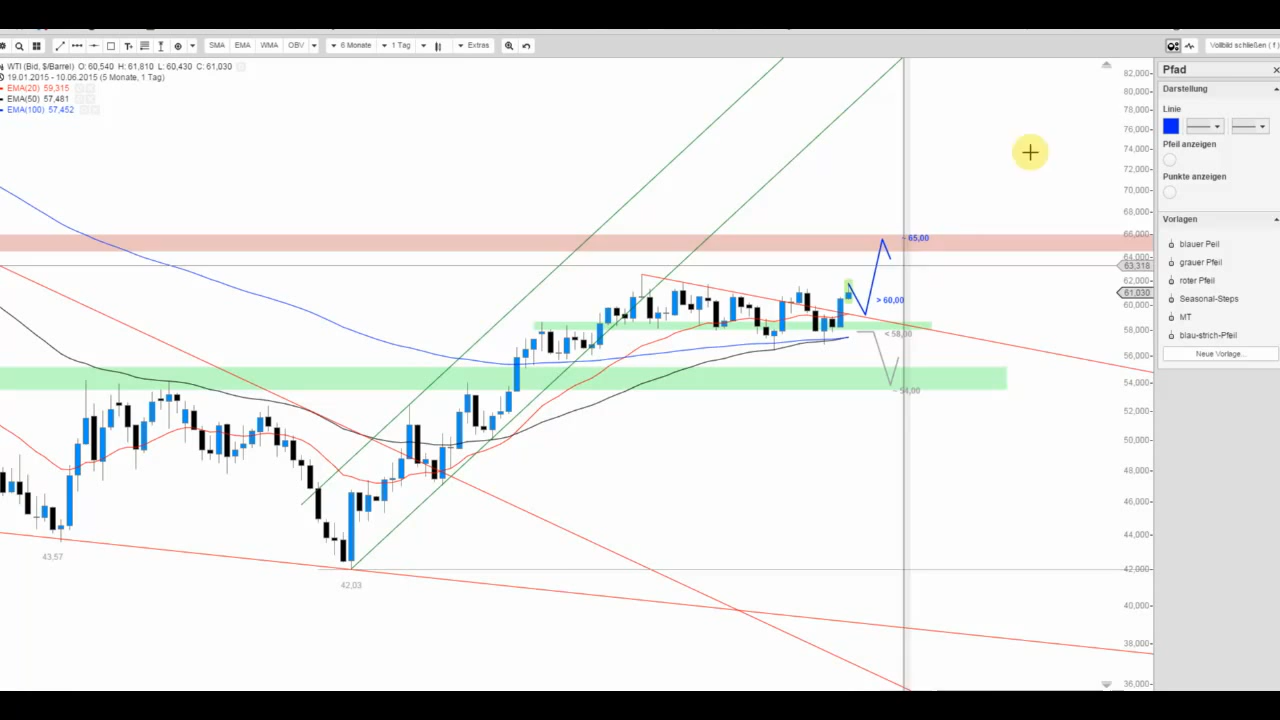 SMA EMA WMA OBV 6 Monate 1 Tag Extras Vollbild schließen ( f )
WTI (Bid, $/Barrel) O: 60,540 H: 61,810 L: 60,430 C: 61,030
19.01.2015 - 10.06.2015 (5 Monate, 1 Tag)
EMA(20) 59,315
EMA(50) 57,481
EMA(100) 57,452
82,000
80,000
78,000
76,000
74,000
72,000
70,000
68,000
66,000
64,000
63,318
62,000
61,030
60,000
58,000
56,000
54,000
52,000
50,000
48,000
46,000
44,000
42,000
40,000
38,000
36,000
~ 65,00
> 60,00
< 58,00
~ 54,00
43,57
42,03
Pfad
Darstellung
Linie
Pfeil anzeigen
Punkte anzeigen
Vorlagen
blauer Peil
grauer Pfeil
roter Pfeil
Seasonal-Steps
MT
blau-strich-Pfeil
Neue Vorlage...